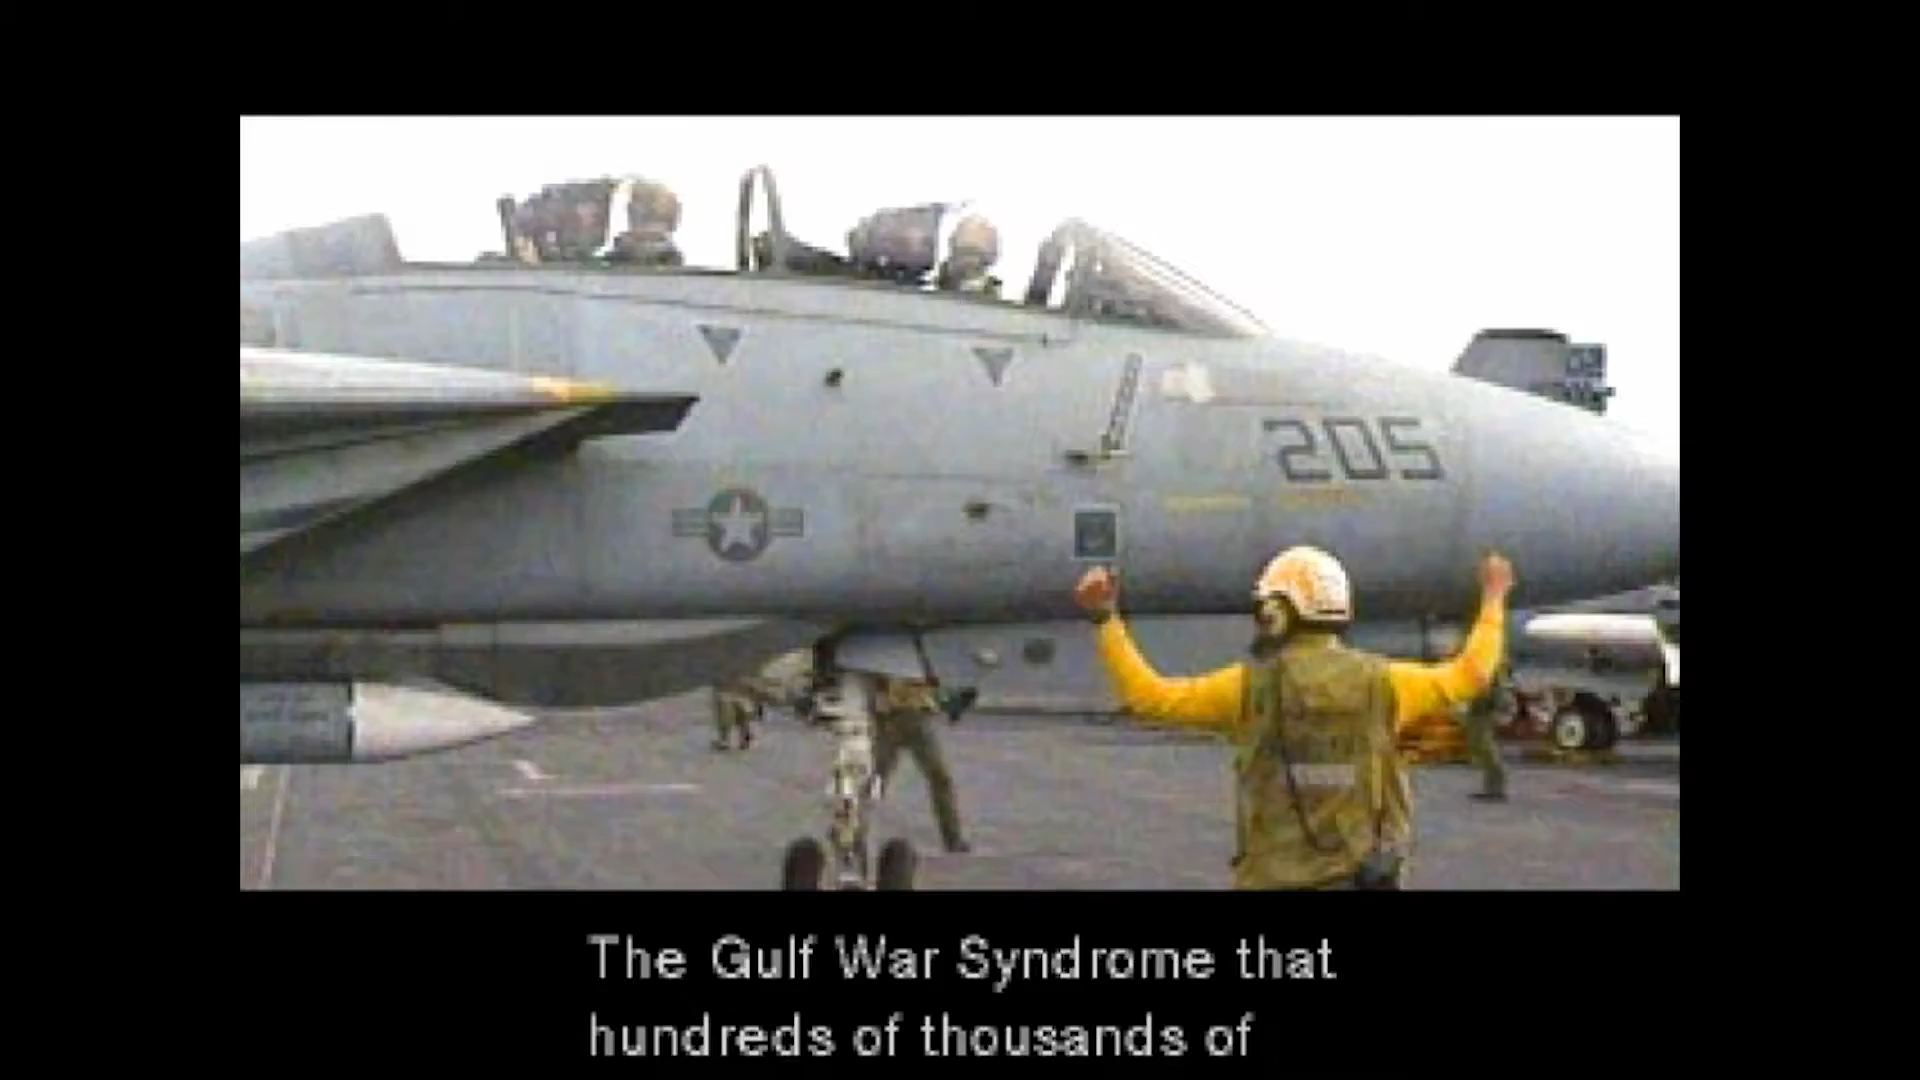 205
The Gulf War Syndrome that
hundreds of thousands of